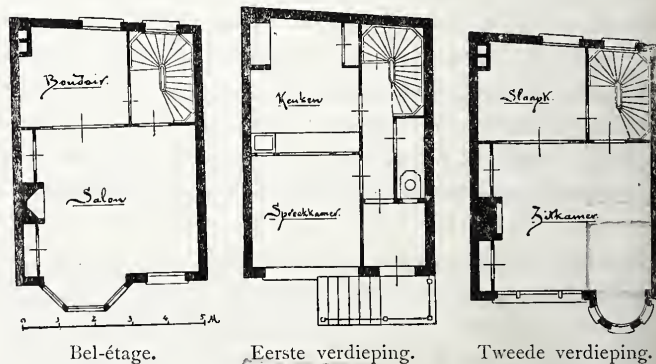 Boudoir.
Salon
0 1 2 3 4 5 M
Bel-étage.
Keuken
Spreekkamer.
Eerste verdieping.
Slaapk.
Zitkamer.
Tweede verdieping.